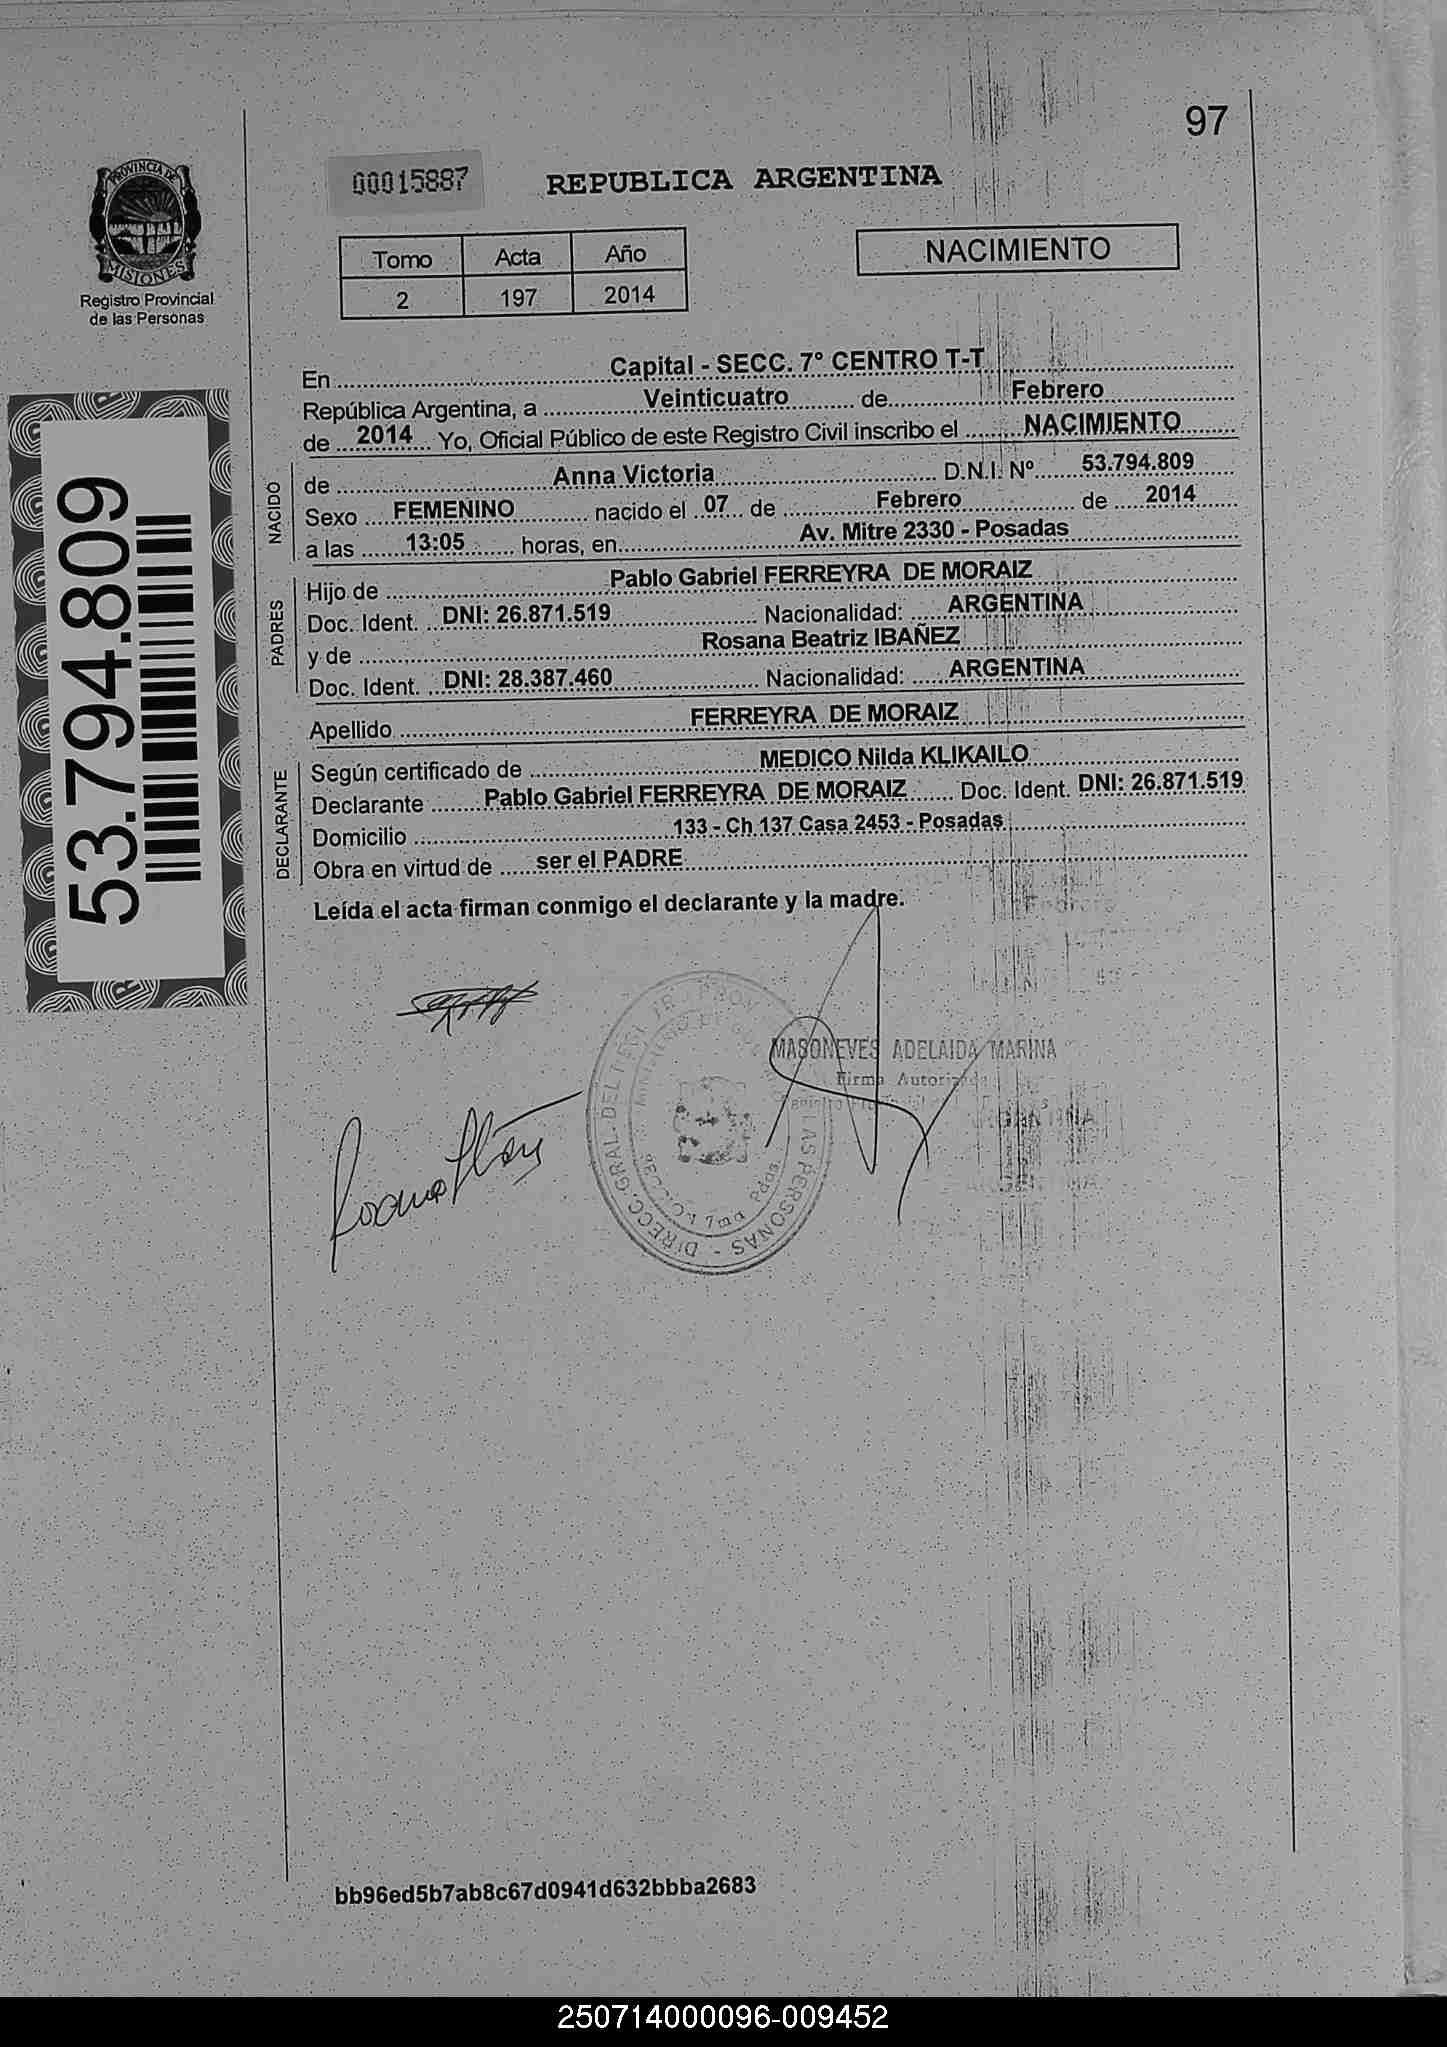 97
PROVINCIA DE
MISIONES
Registro Provincial
de las Personas
00015887
REPUBLICA ARGENTINA
Tomo Acta Año
2 197 2014
NACIMIENTO
53.794.809
En Capital - SECC. 7° CENTRO T-T
República Argentina, a Veinticuatro de Febrero
de 2014 Yo, Oficial Público de este Registro Civil inscribo el NACIMIENTO
NACIDO
de Anna Victoria D.N.I. Nº 53.794.809
Sexo FEMENINO nacido el 07 de Febrero de 2014
a las 13:05 horas, en Av. Mitre 2330 - Posadas
PADRES
Hijo de Pablo Gabriel FERREYRA DE MORAIZ
Doc. Ident. DNI: 26.871.519 Nacionalidad: ARGENTINA
y de Rosana Beatriz IBAÑEZ
Doc. Ident. DNI: 28.387.460 Nacionalidad: ARGENTINA
Apellido FERREYRA DE MORAIZ
DECLARANTE
Según certificado de MEDICO Nilda KLIKAILO
Declarante Pablo Gabriel FERREYRA DE MORAIZ Doc. Ident. DNI: 26.871.519
Domicilio 133 - Ch 137 Casa 2453 - Posadas
Obra en virtud de ser el PADRE
Leída el acta firman conmigo el declarante y la madre.
MASONEVES ADELAIDA MARINA
Firma Autorizada
DIRECC. GRAL. DEL PROV. LAS PERSONAS
7ma Pdas.
bb96ed5b7ab8c67d0941d632bbba2683
250714000096-009452